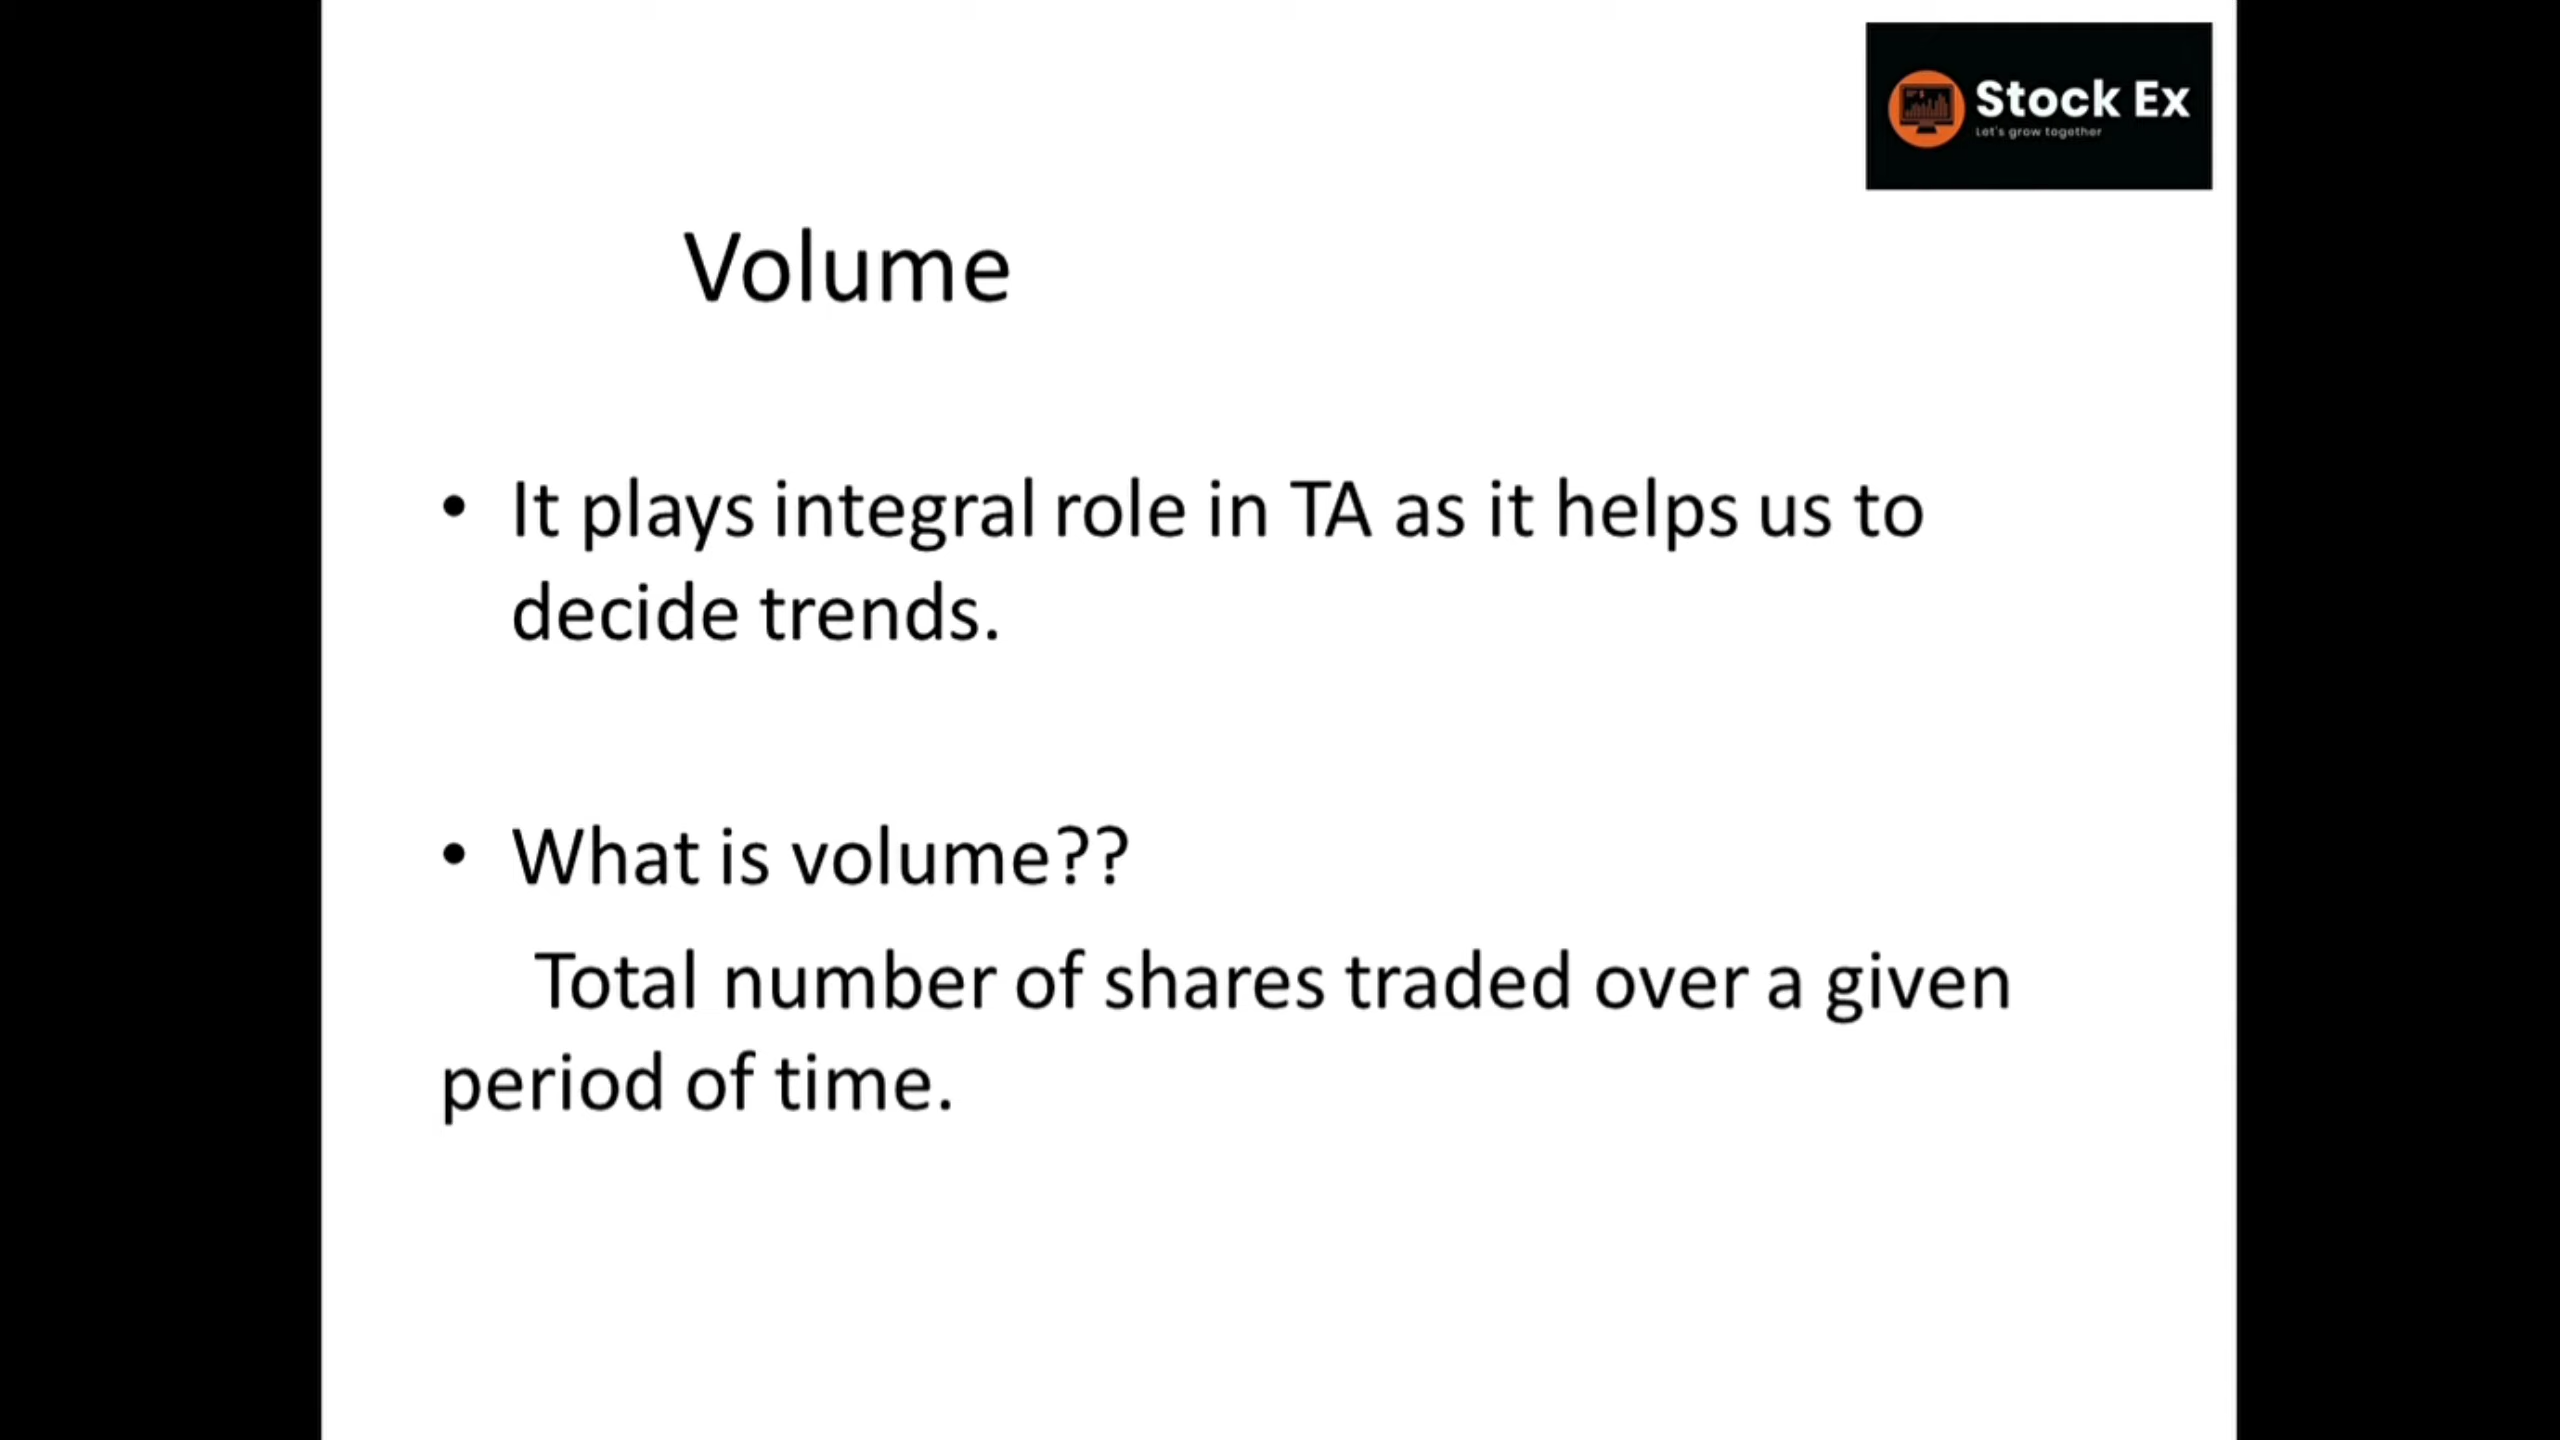 Stock Ex
Let's grow together
Volume
• It plays integral role in TA as it helps us to
decide trends.
• What is volume??
Total number of shares traded over a given
period of time.